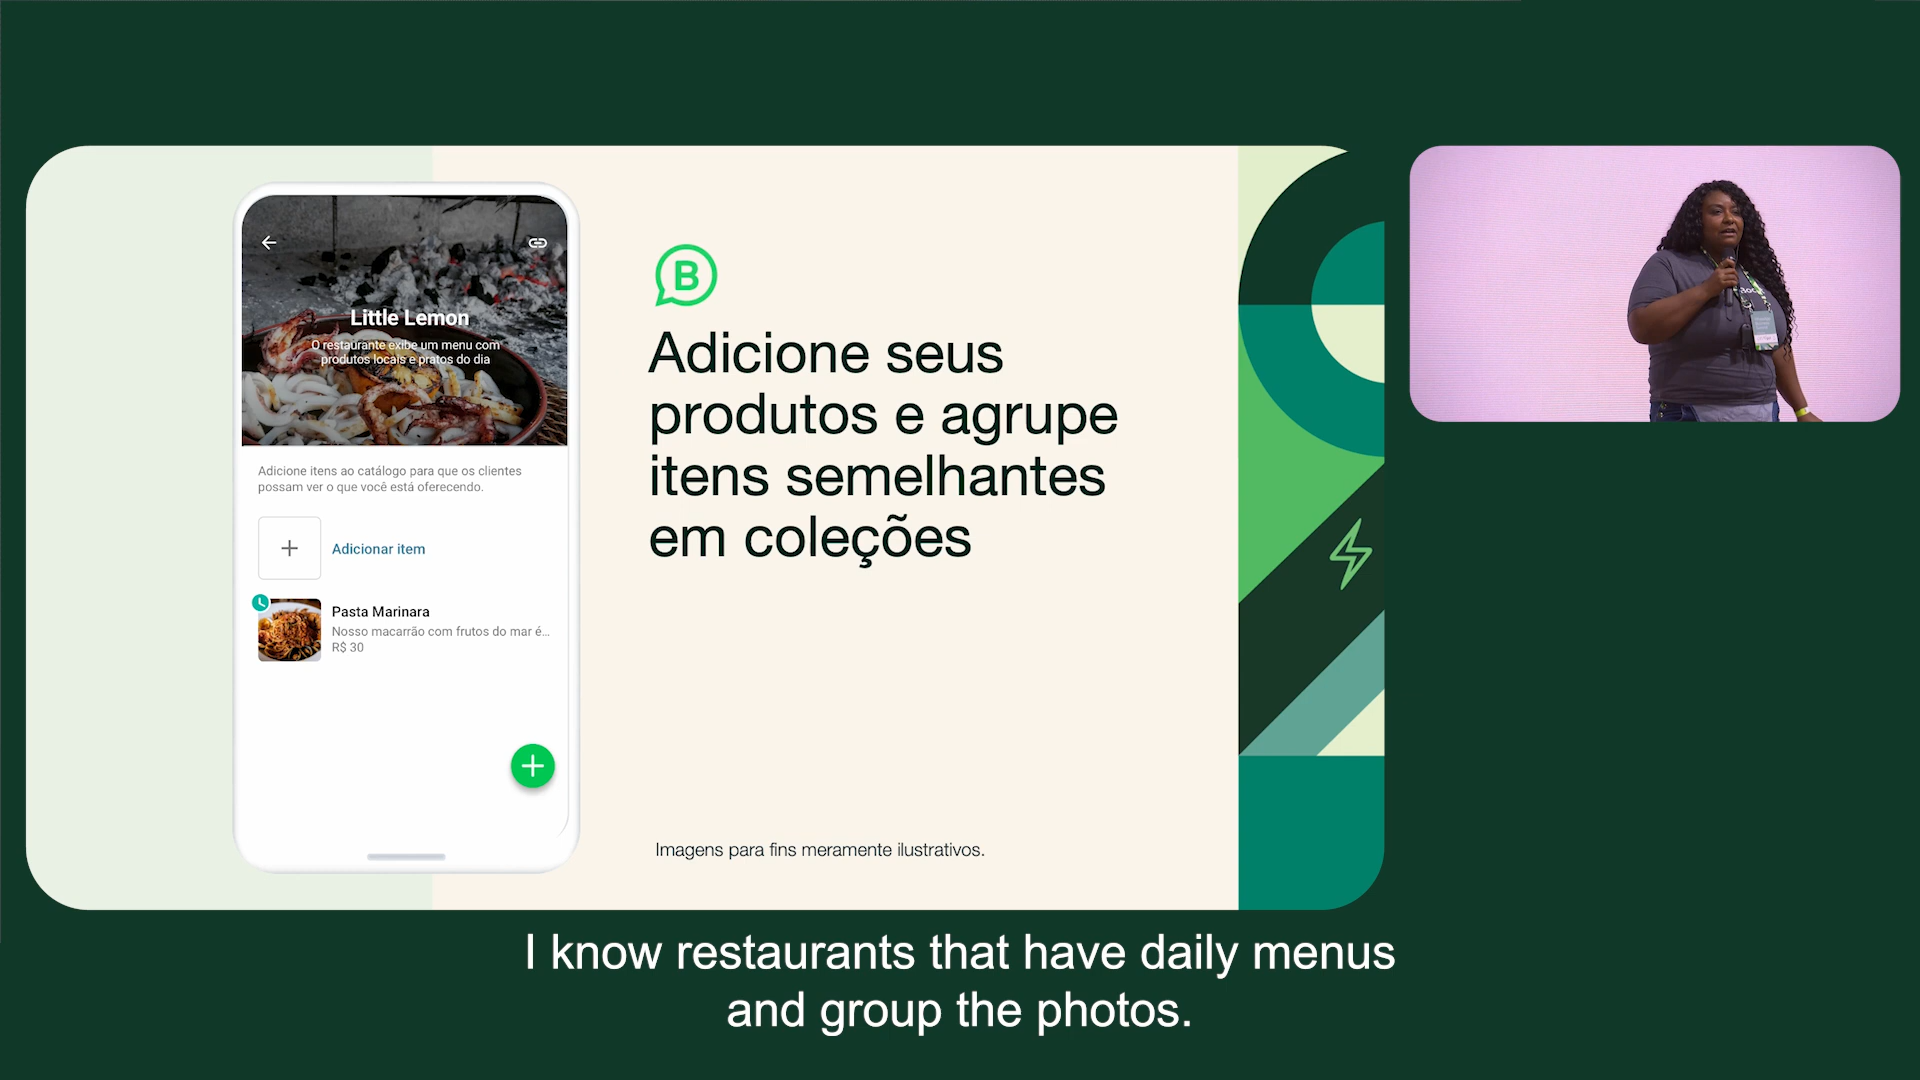 Little Lemon
O restaurante exibe um menu com
produtos locais e pratos do dia
Adicione itens ao catálogo para que os clientes
possam ver o que você está oferecendo.
Adicionar item
Pasta Marinara
Nosso macarrão com frutos do mar é...
R$ 30
B
Adicione seus
produtos e agrupe
itens semelhantes
em coleções
Imagens para fins meramente ilustrativos.
I know restaurants that have daily menus
and group the photos.